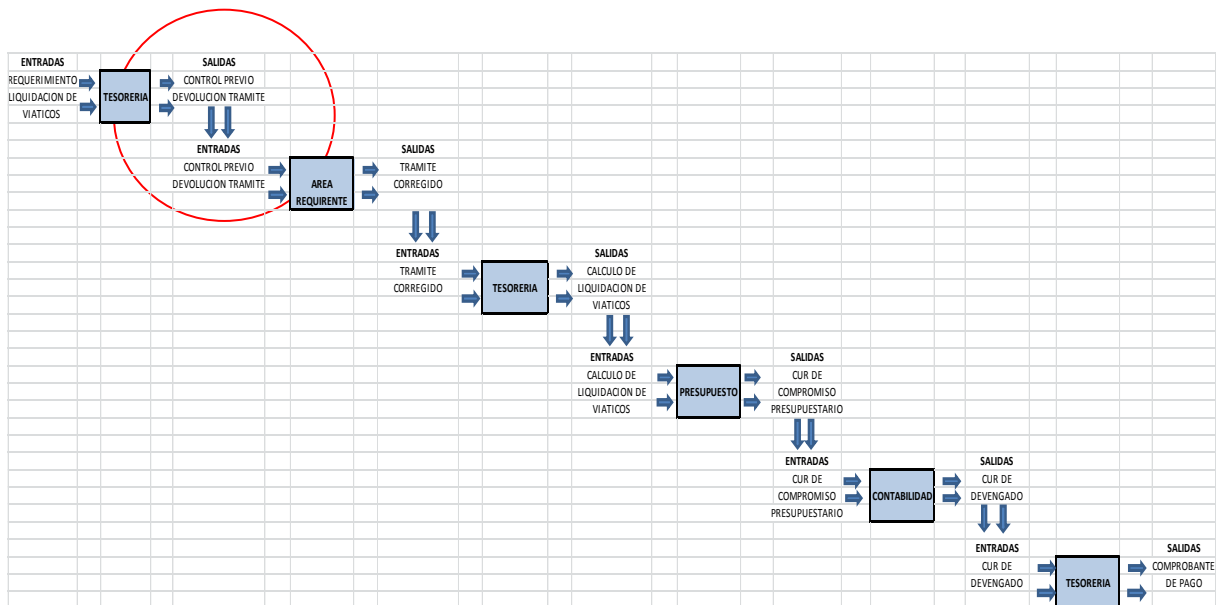 ENTRADAS
SALIDAS
REQUERIMIENTO
LIQUIDACION DE
VIATICOS
TESORERIA
CONTROL PREVIO
DEVOLUCION TRAMITE
ENTRADAS
CONTROL PREVIO
DEVOLUCION TRAMITE
AREA
REQUIRENTE
SALIDAS
TRAMITE
CORREGIDO
ENTRADAS
TRAMITE
CORREGIDO
TESORERIA
SALIDAS
CALCULO DE
LIQUIDACION DE
VIATICOS
ENTRADAS
CALCULO DE
LIQUIDACION DE
VIATICOS
PRESUPUESTO
SALIDAS
CUR DE
COMPROMISO
PRESUPUESTARIO
ENTRADAS
CUR DE
COMPROMISO
PRESUPUESTARIO
CONTABILIDAD
SALIDAS
CUR DE
DEVENGADO
ENTRADAS
CUR DE
DEVENGADO
TESORERIA
SALIDAS
COMPROBANTE
DE PAGO